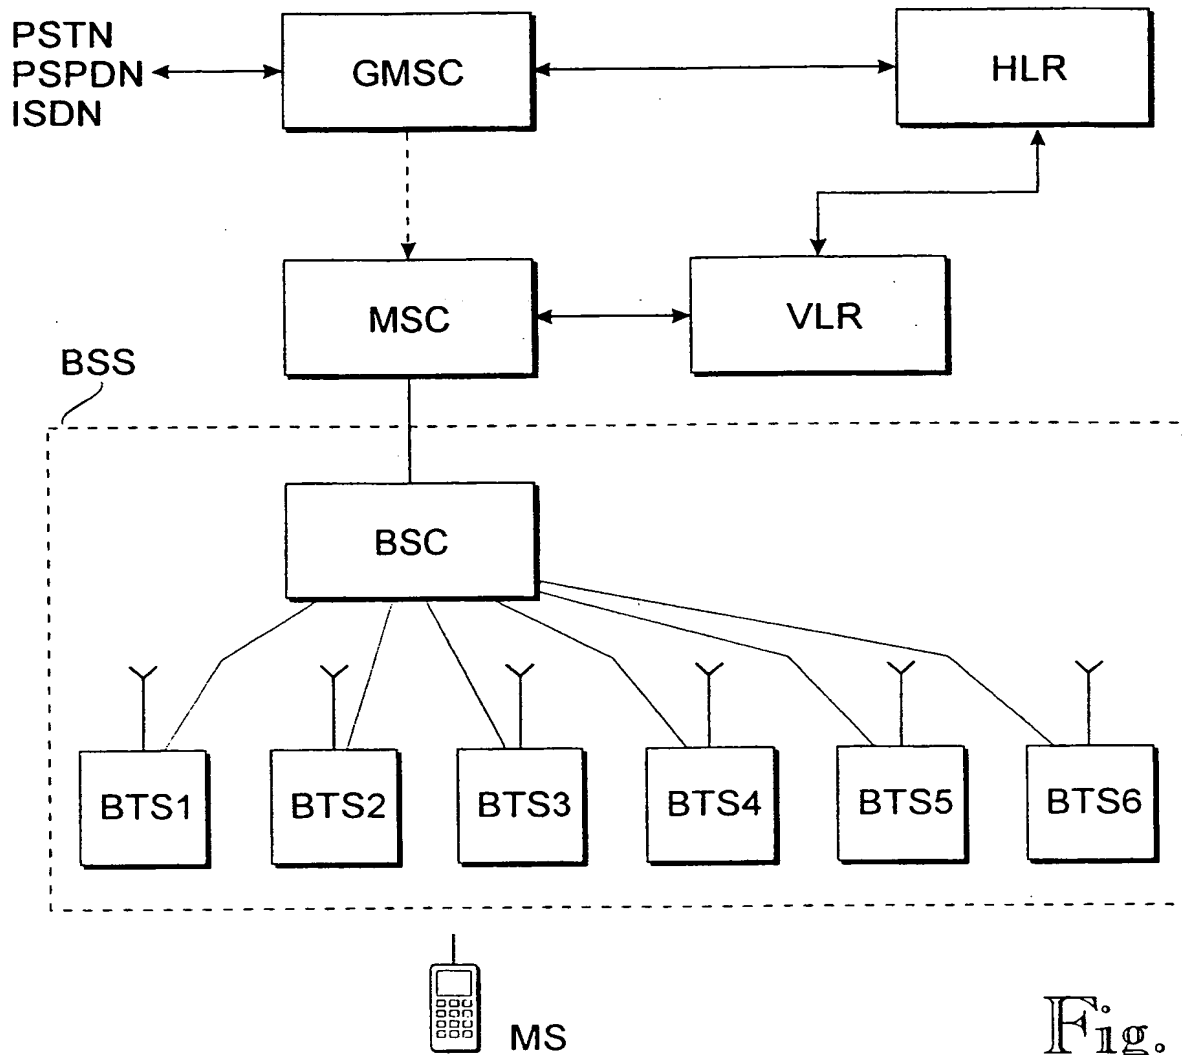 PSTN
PSPDN
ISDN
GMSC
HLR
MSC
VLR
BSS
BSC
BTS1
BTS2
BTS3
BTS4
BTS5
BTS6
MS
Fig.